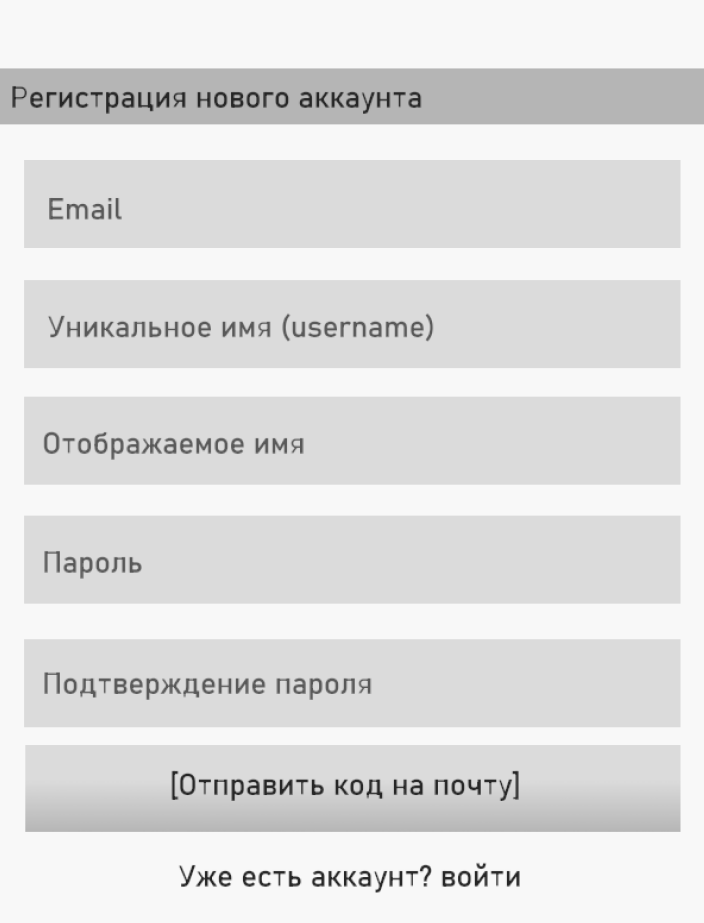 Регистрация нового аккаунта
Email
Уникальное имя (username)
Отображаемое имя
Пароль
Подтверждение пароля
[Отправить код на почту]
Уже есть аккаунт? войти